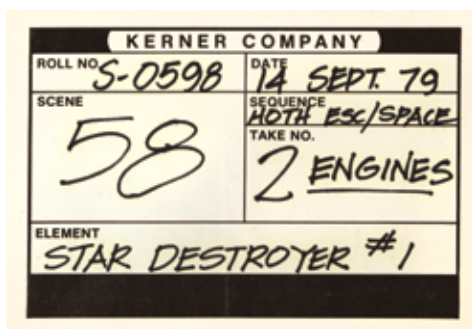 KERNER COMPANY
ROLL NO. S-0598
DATE 14 SEPT. 79
SCENE 58
SEQUENCE HOTH ESC/SPACE
TAKE NO. 2 ENGINES
ELEMENT STAR DESTROYER #1